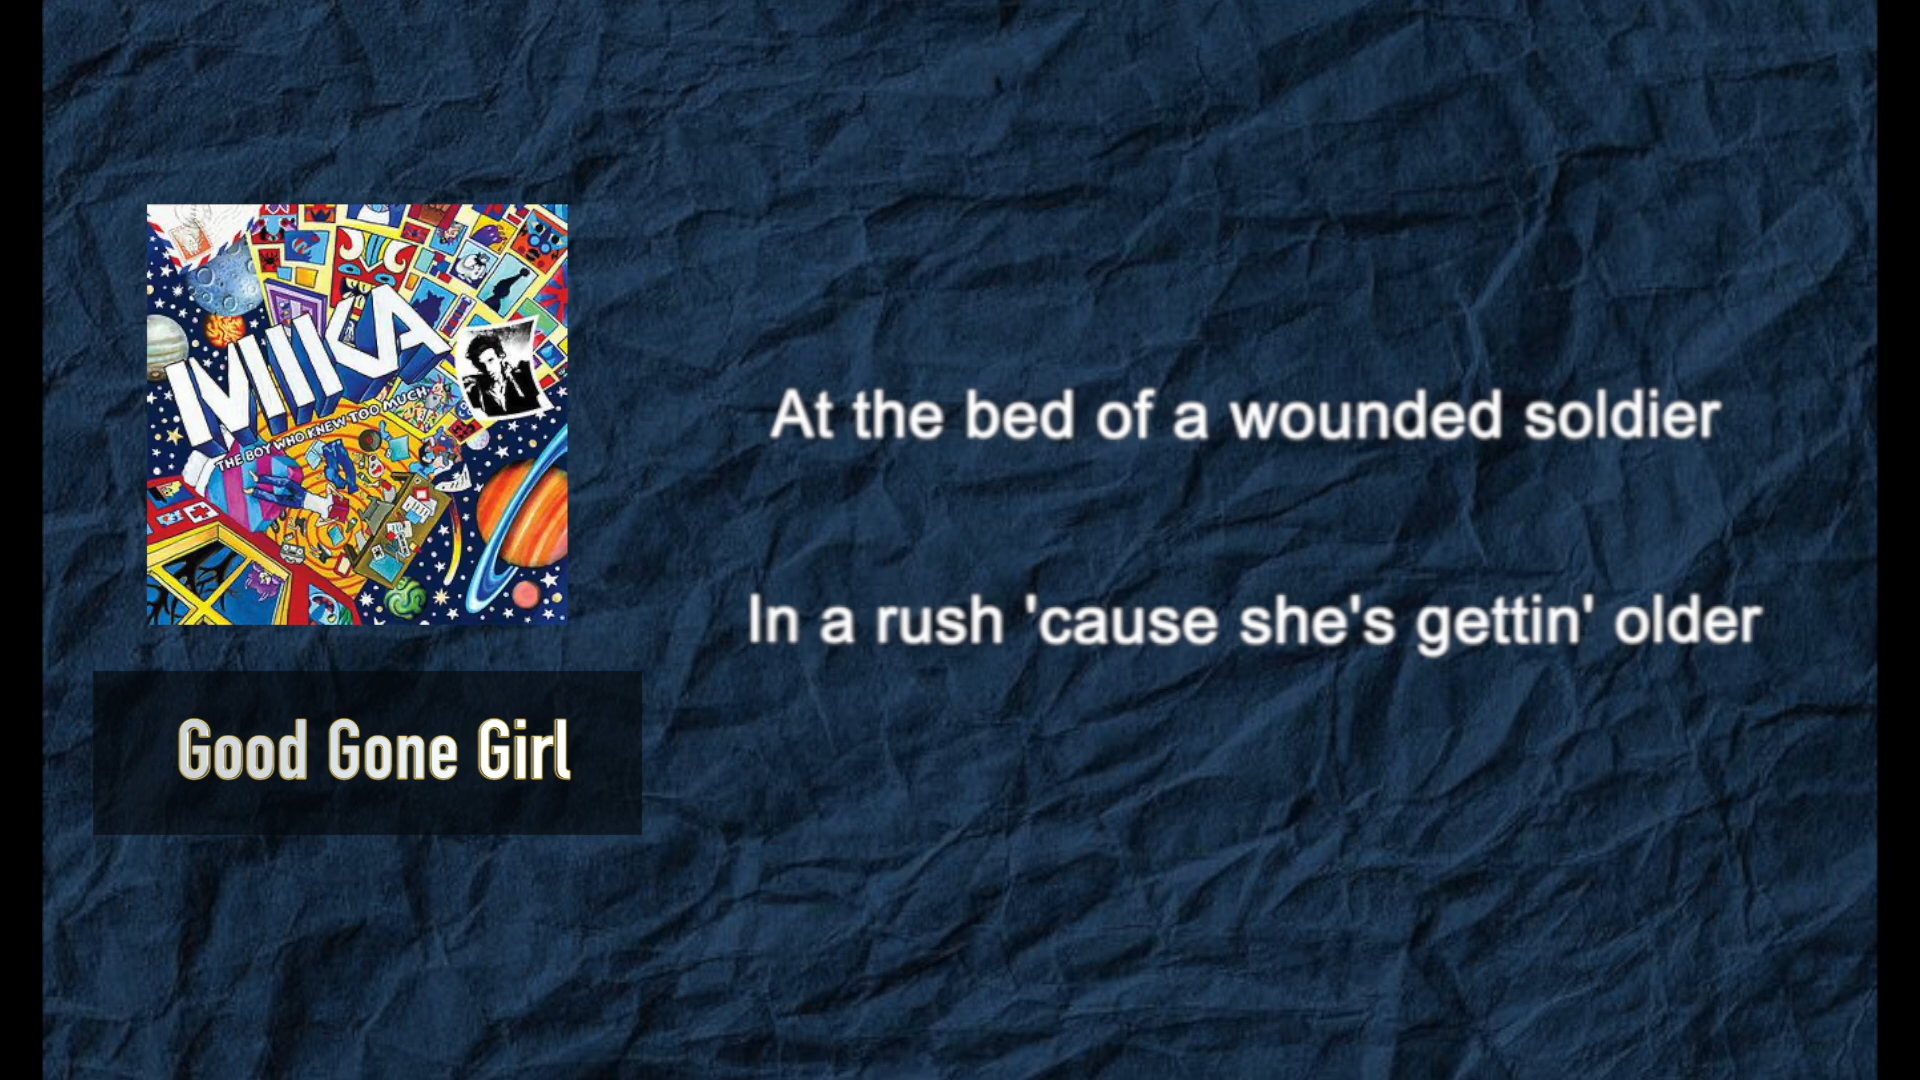 MIKA
THE BOY WHO KNEW TOO MUCH
Good Gone Girl
At the bed of a wounded soldier
In a rush 'cause she's gettin' older